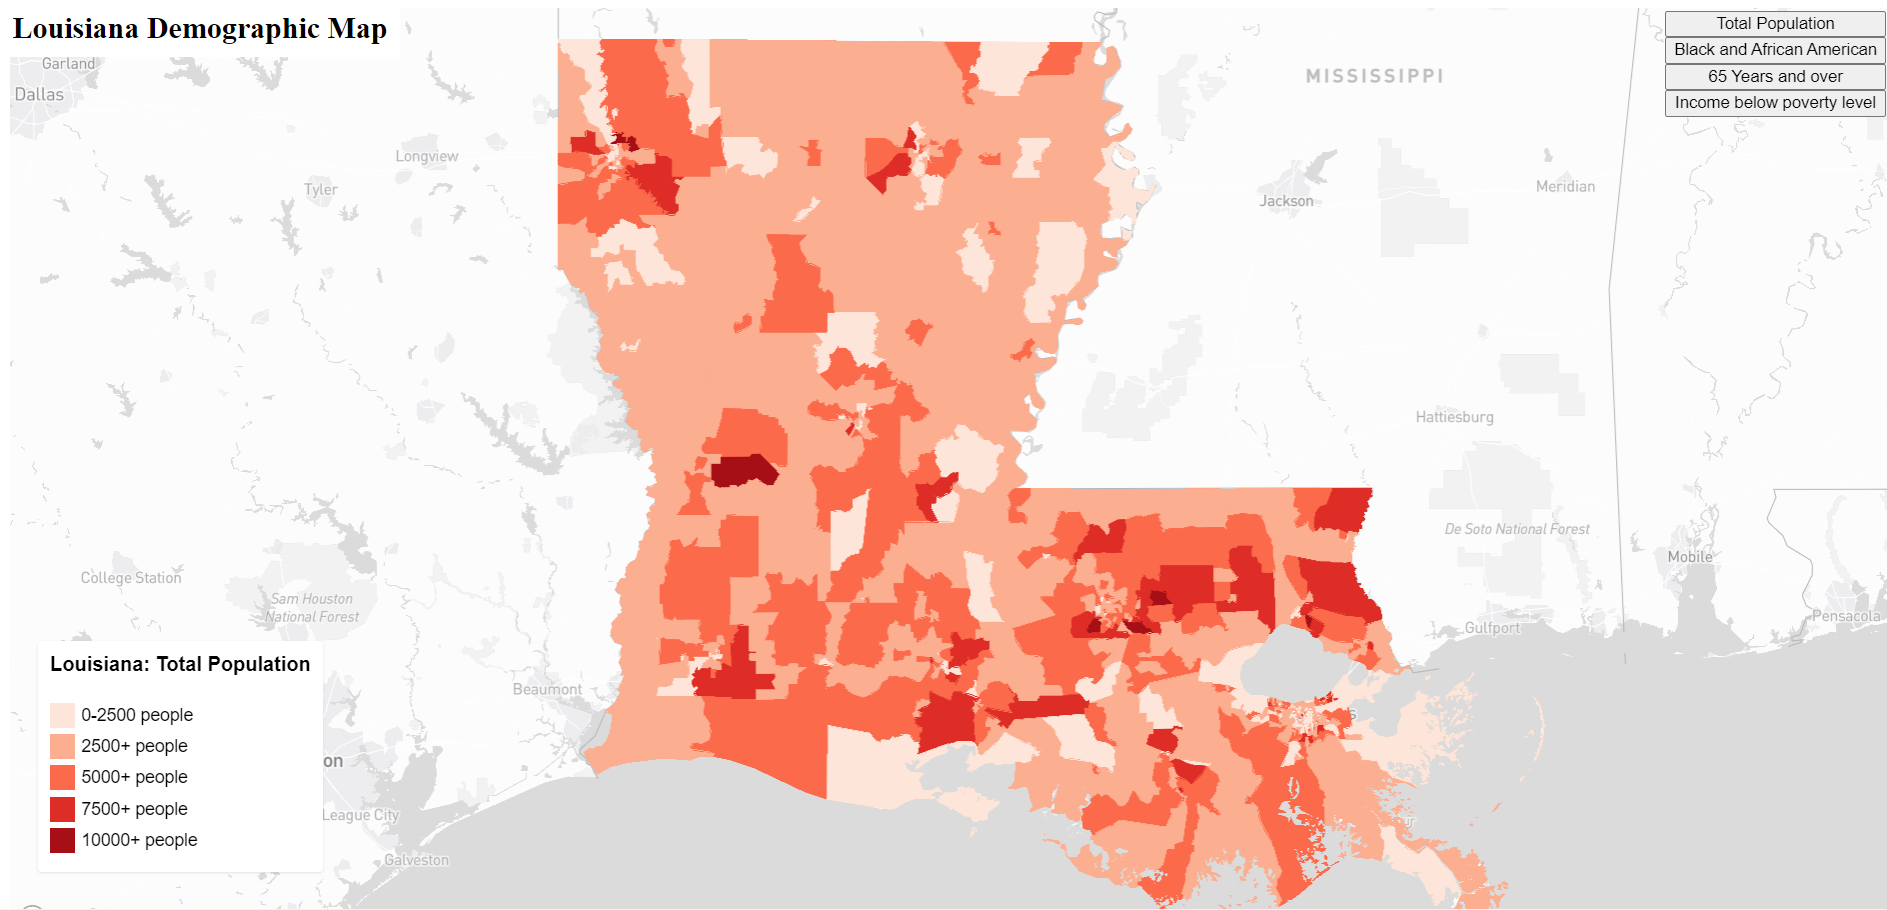 Louisiana Demographic Map
Total Population
Black and African American
65 Years and over
Income below poverty level
Garland
Dallas
MISSISSIPPI
Longview
Tyler
Jackson
Meridian
Hattiesburg
De Soto National Forest
College Station
Sam Houston
National Forest
Mobile
Pensacola
Gulfport
Beaumont
Louisiana: Total Population
0-2500 people
2500+ people
5000+ people
7500+ people
10000+ people
on
League City
Galveston
s